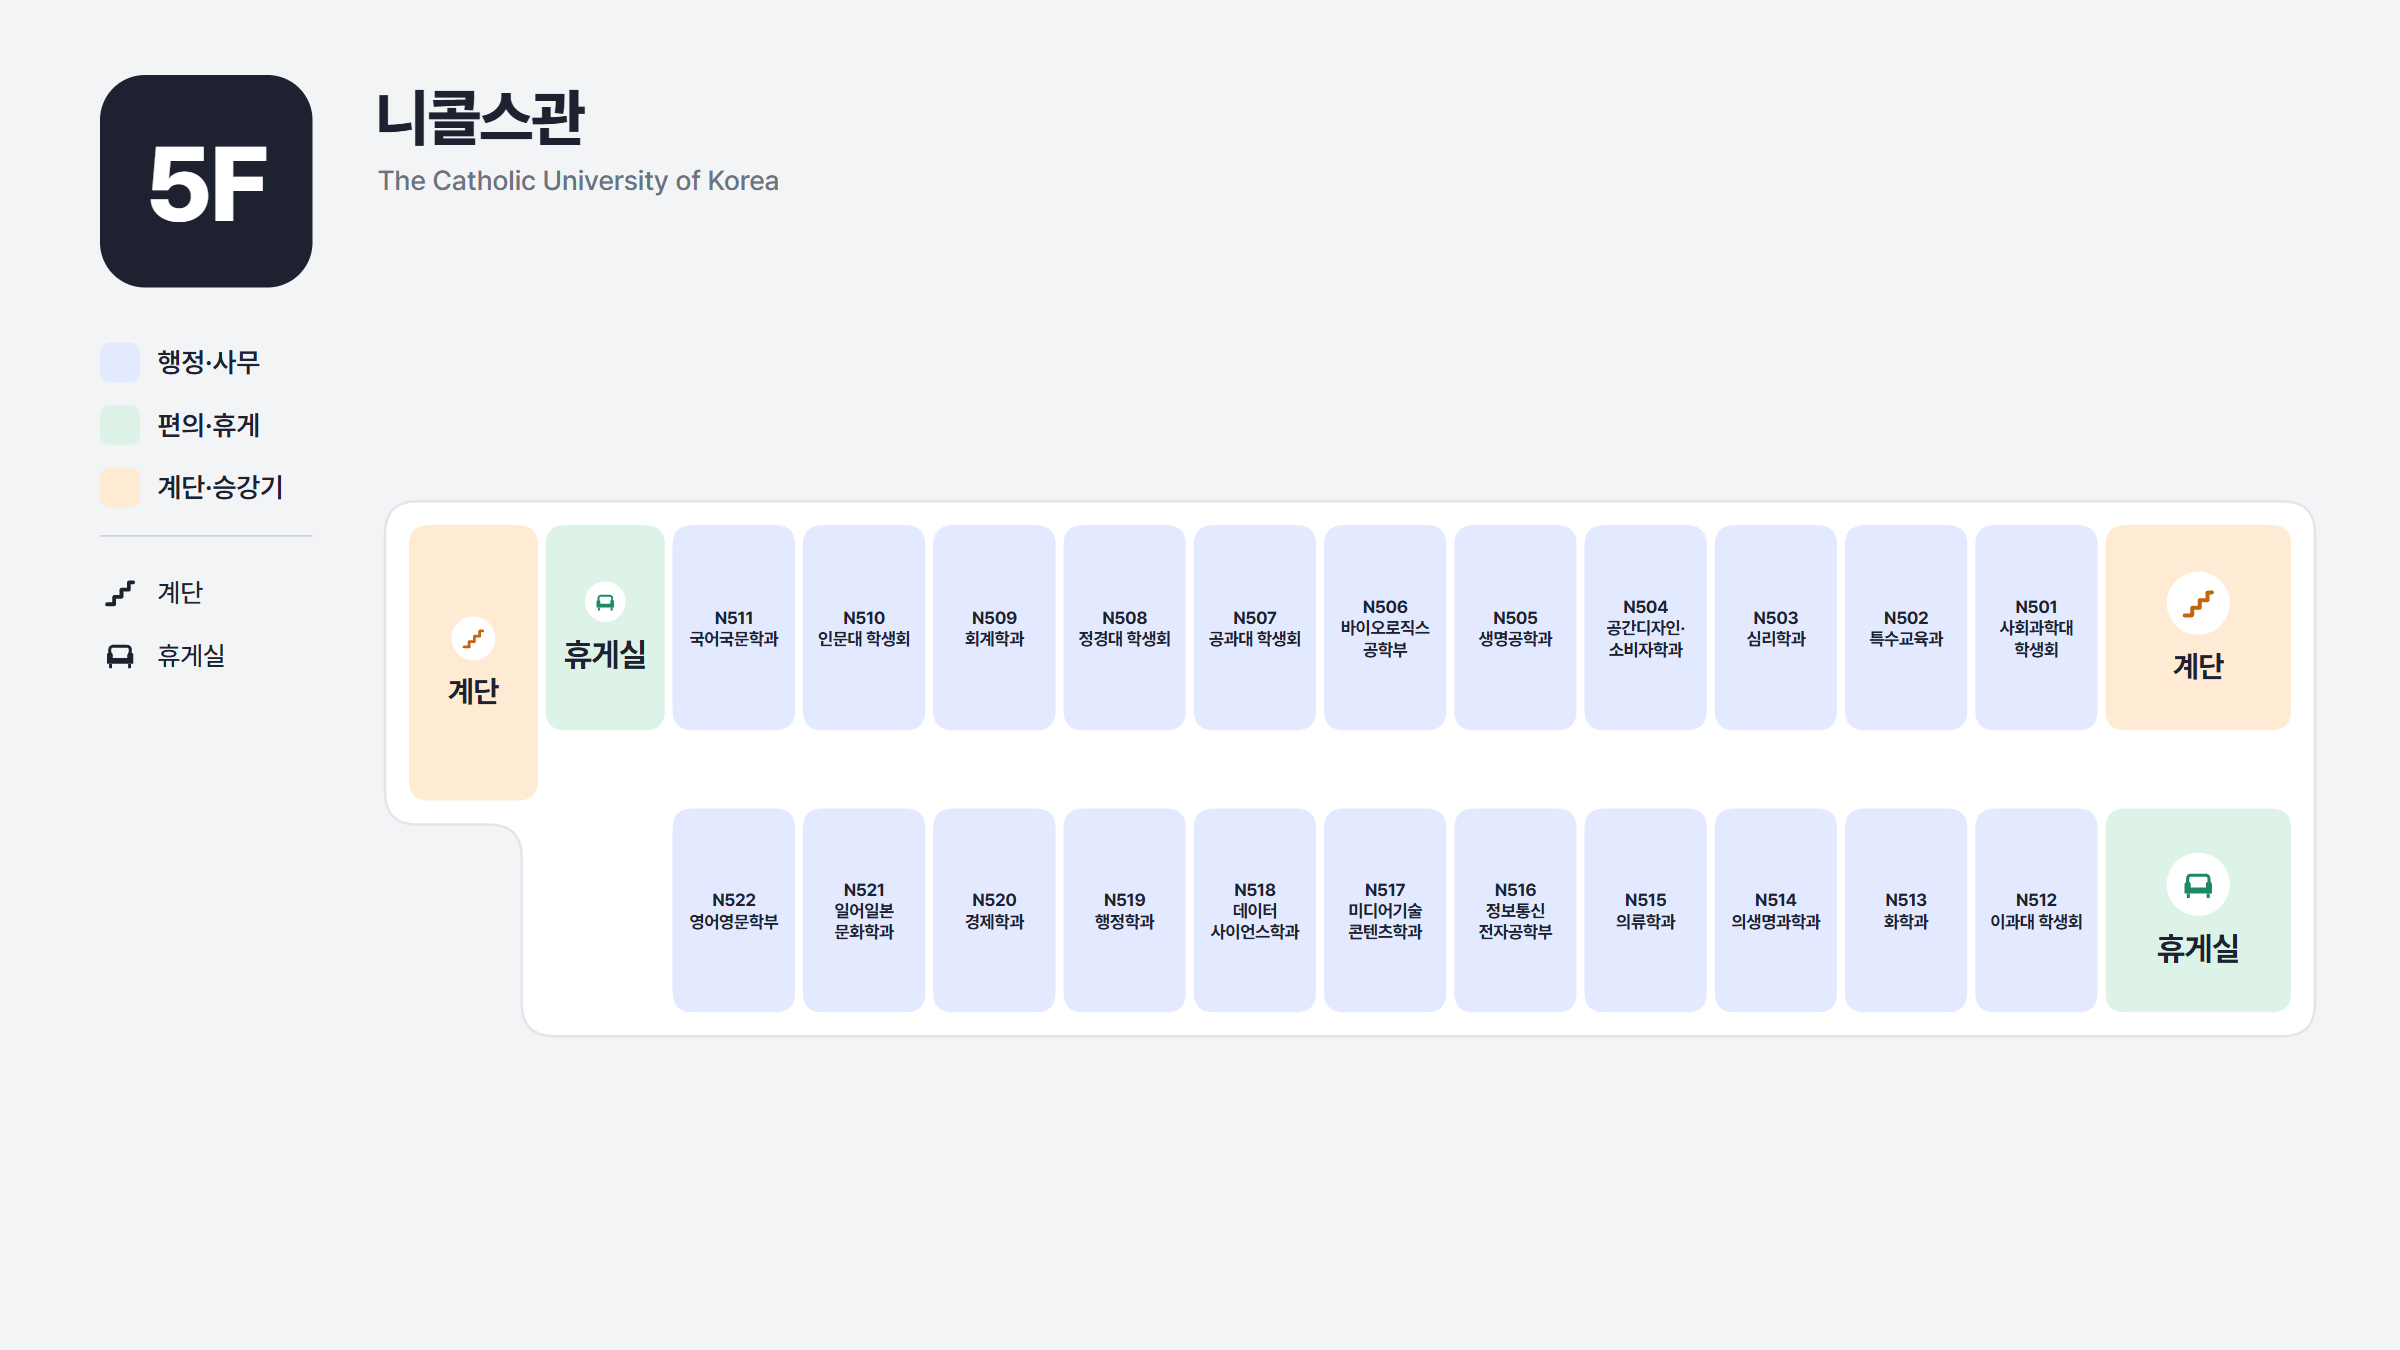 5F
니콜스관
The Catholic University of Korea
행정·사무
편의·휴게
계단·승강기
계단
휴게실
계단
휴게실
N511
국어국문학과
N510
인문대 학생회
N509
회계학과
N508
정경대 학생회
N507
공과대 학생회
N506
바이오로직스
공학부
N505
생명공학과
N504
공간디자인·
소비자학과
N503
심리학과
N502
특수교육과
N501
사회과학대
학생회
계단
N522
영어영문학부
N521
일어일본
문화학과
N520
경제학과
N519
행정학과
N518
데이터
사이언스학과
N517
미디어기술
콘텐츠학과
N516
정보통신
전자공학부
N515
의류학과
N514
의생명과학과
N513
화학과
N512
이과대 학생회
휴게실